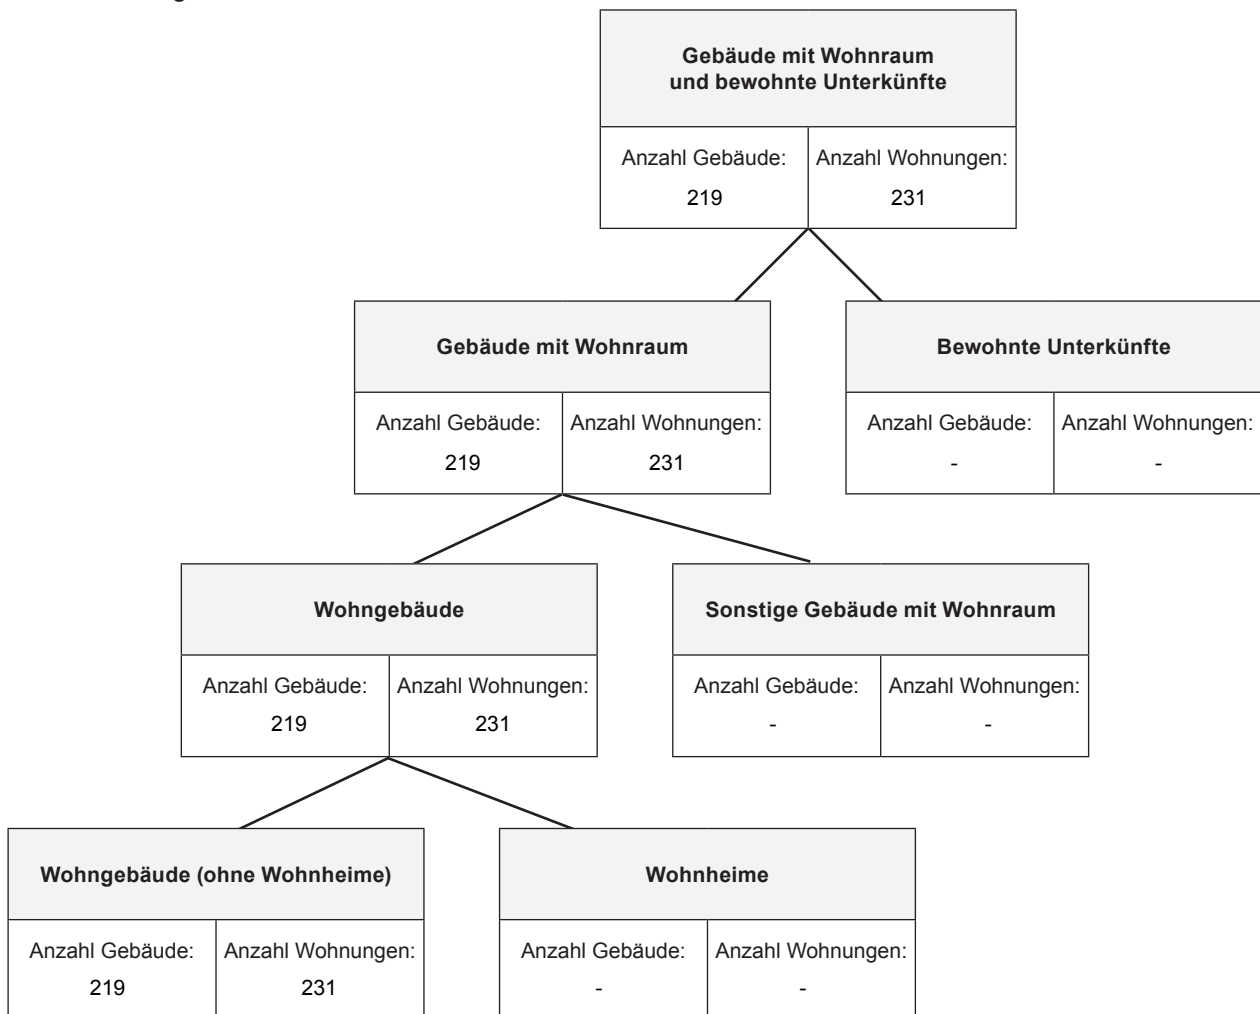 Gebäude mit Wohnraum
und bewohnte Unterkünfte
Anzahl Gebäude: Anzahl Wohnungen:
219 231
Gebäude mit Wohnraum
Anzahl Gebäude: Anzahl Wohnungen:
219 231
Bewohnte Unterkünfte
Anzahl Gebäude: Anzahl Wohnungen:
- -
Wohngebäude
Anzahl Gebäude: Anzahl Wohnungen:
219 231
Sonstige Gebäude mit Wohnraum
Anzahl Gebäude: Anzahl Wohnungen:
- -
Wohngebäude (ohne Wohnheime)
Anzahl Gebäude: Anzahl Wohnungen:
219 231
Wohnheime
Anzahl Gebäude: Anzahl Wohnungen:
- -